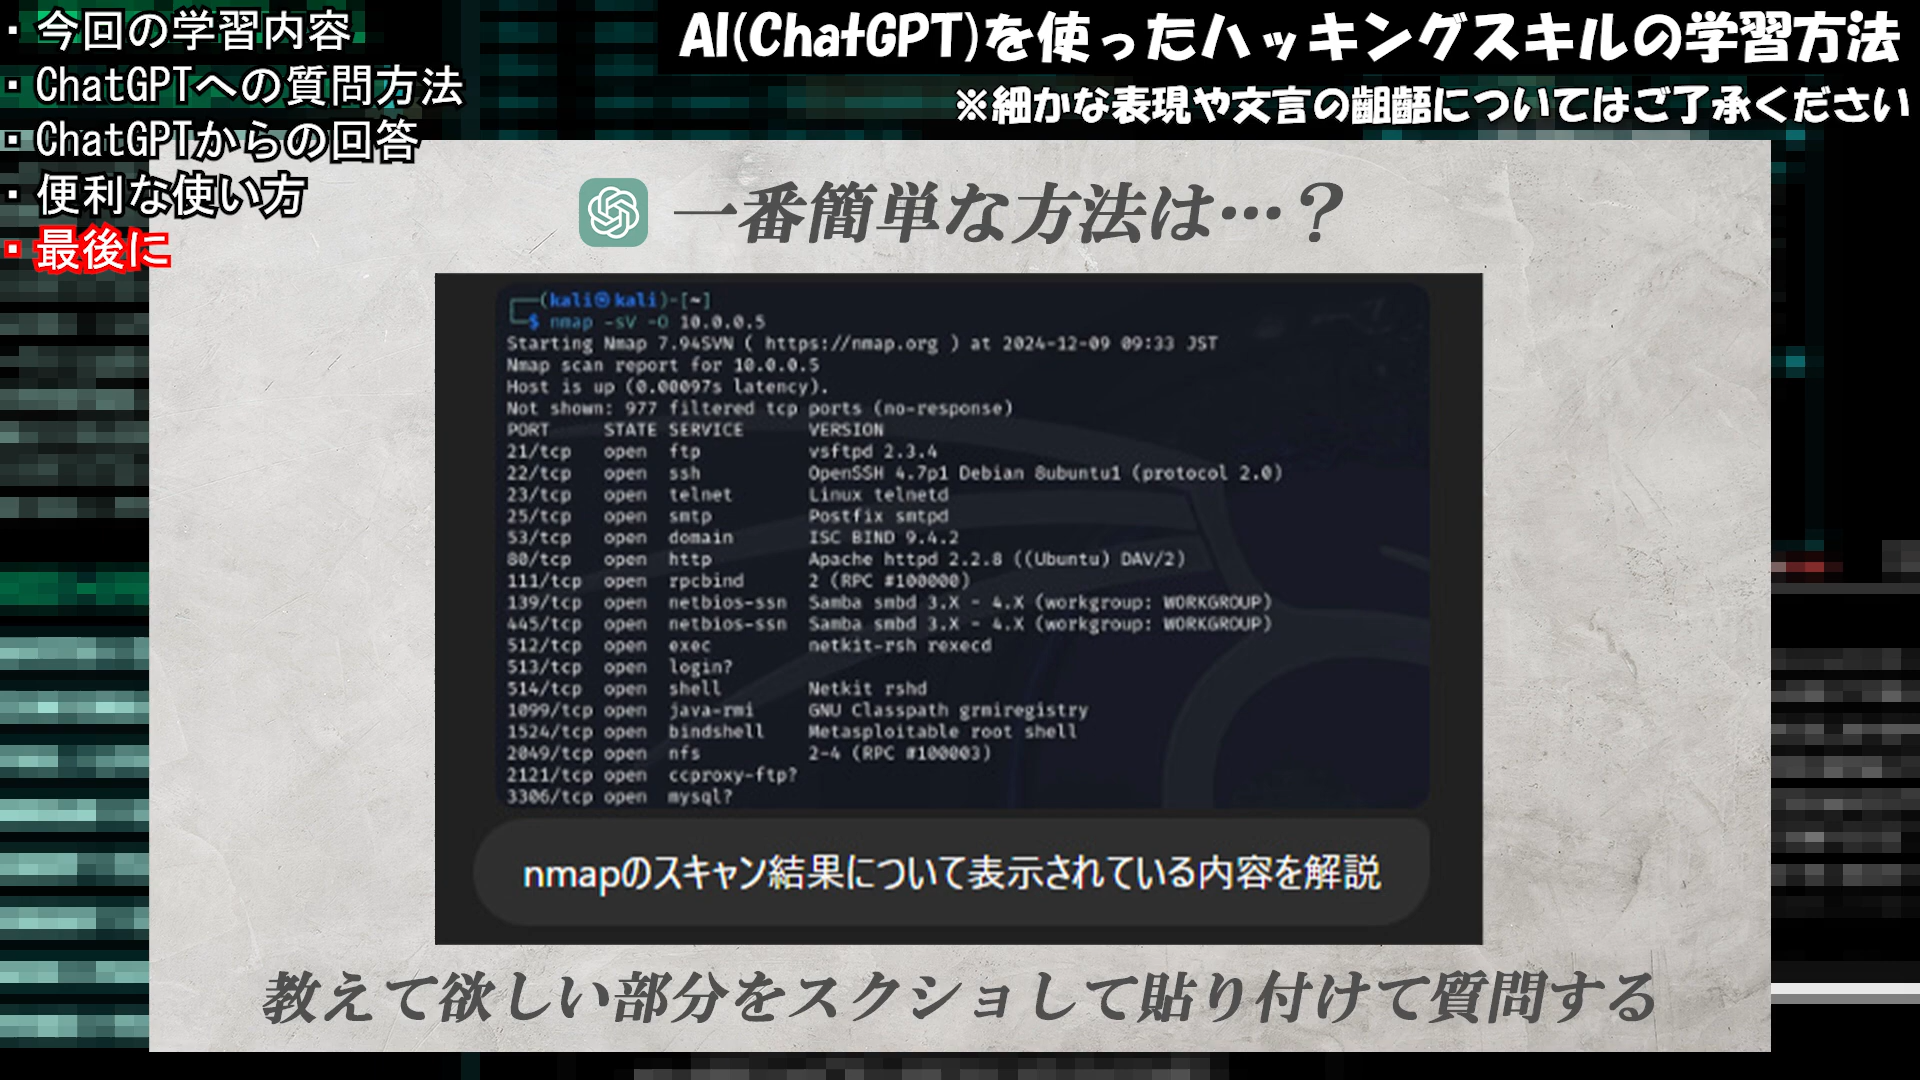 ・今回の学習内容
・ChatGPTへの質問方法
・ChatGPTからの回答
・便利な使い方
・最後に
AI(ChatGPT)を使ったハッキングスキルの学習方法
※細かな表現や文言の齟齬についてはご了承ください
一番簡単な方法は…？
┌──(kali㉿kali)-[~]
└─$ nmap -sV -O 10.0.0.5
Starting Nmap 7.94SVN ( https://nmap.org ) at 2024-12-09 09:33 JST
Nmap scan report for 10.0.0.5
Host is up (0.00097s latency).
Not shown: 977 filtered tcp ports (no-response)
PORT STATE SERVICE VERSION
21/tcp open ftp vsftpd 2.3.4
22/tcp open ssh OpenSSH 4.7p1 Debian 8ubuntu1 (protocol 2.0)
23/tcp open telnet Linux telnetd
25/tcp open smtp Postfix smtpd
53/tcp open domain ISC BIND 9.4.2
80/tcp open http Apache httpd 2.2.8 ((Ubuntu) DAV/2)
111/tcp open rpcbind 2 (RPC #100000)
139/tcp open netbios-ssn Samba smbd 3.X - 4.X (workgroup: WORKGROUP)
445/tcp open netbios-ssn Samba smbd 3.X - 4.X (workgroup: WORKGROUP)
512/tcp open exec netkit-rsh rexecd
513/tcp open login?
514/tcp open shell Netkit rshd
1099/tcp open java-rmi GNU Classpath grmiregistry
1524/tcp open bindshell Metasploitable root shell
2049/tcp open nfs 2-4 (RPC #100003)
2121/tcp open ccproxy-ftp?
3306/tcp open mysql?
nmapのスキャン結果について表示されている内容を解説
教えて欲しい部分をスクショして貼り付けて質問する